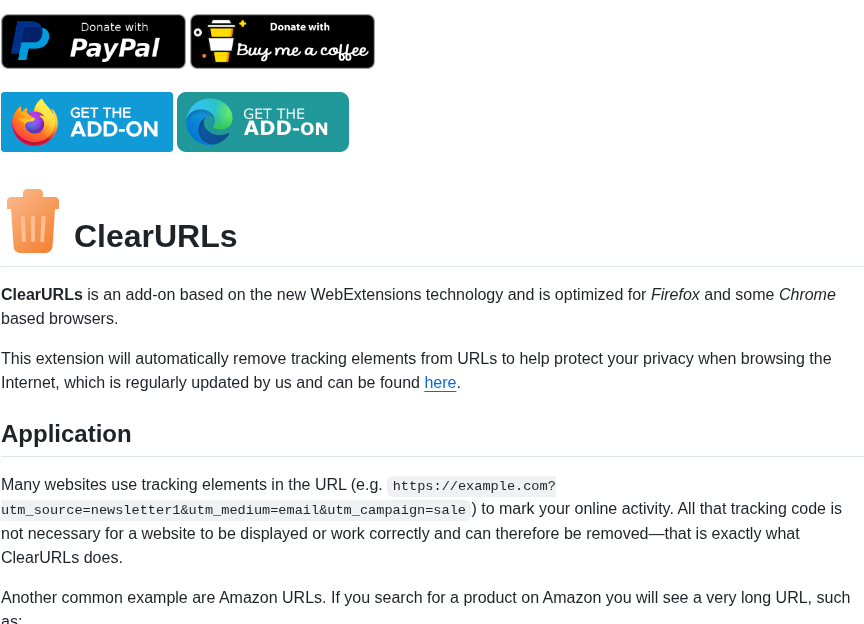 Donate with
PayPal
Donate with
Buy me a coffee
GET THE
ADD-ON
GET THE
ADD-ON
ClearURLs
ClearURLs is an add-on based on the new WebExtensions technology and is optimized for Firefox and some Chrome
based browsers.
This extension will automatically remove tracking elements from URLs to help protect your privacy when browsing the
Internet, which is regularly updated by us and can be found here.
Application
Many websites use tracking elements in the URL (e.g. https://example.com?
utm_source=newsletter1&utm_medium=email&utm_campaign=sale ) to mark your online activity. All that tracking code is
not necessary for a website to be displayed or work correctly and can therefore be removed—that is exactly what
ClearURLs does.
Another common example are Amazon URLs. If you search for a product on Amazon you will see a very long URL, such
as: